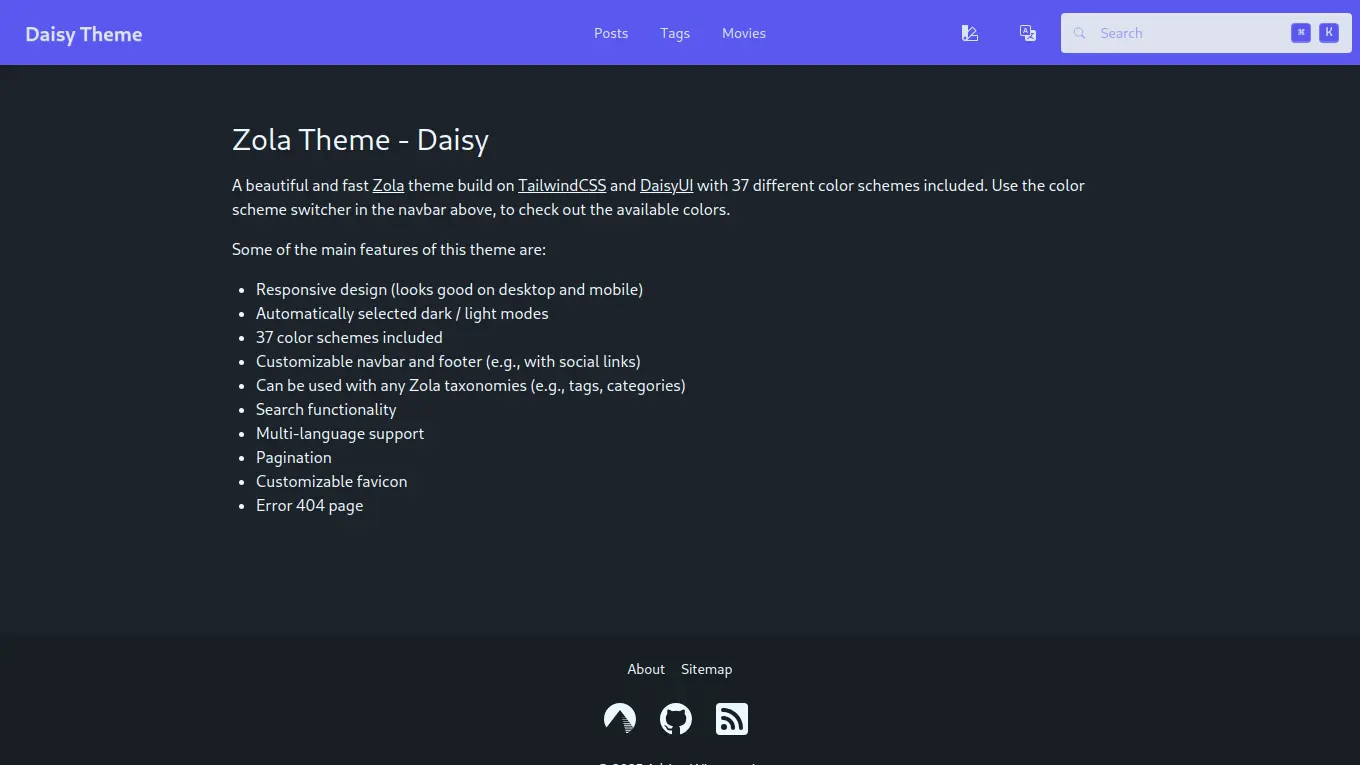 Daisy Theme
Posts Tags Movies
Search ⌘ K
Zola Theme - Daisy
A beautiful and fast Zola theme build on TailwindCSS and DaisyUI with 37 different color schemes included. Use the color
scheme switcher in the navbar above, to check out the available colors.
Some of the main features of this theme are:
Responsive design (looks good on desktop and mobile)
Automatically selected dark / light modes
37 color schemes included
Customizable navbar and footer (e.g., with social links)
Can be used with any Zola taxonomies (e.g., tags, categories)
Search functionality
Multi-language support
Pagination
Customizable favicon
Error 404 page
About Sitemap